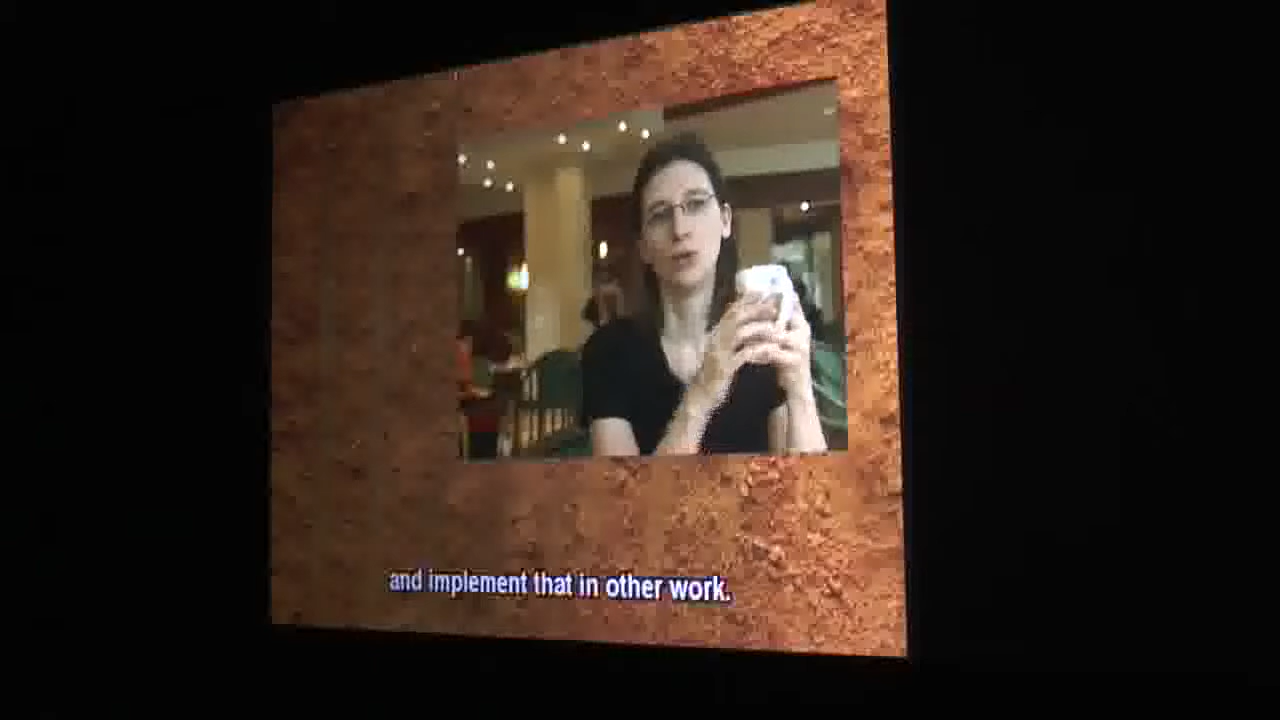 and implement that in other work.